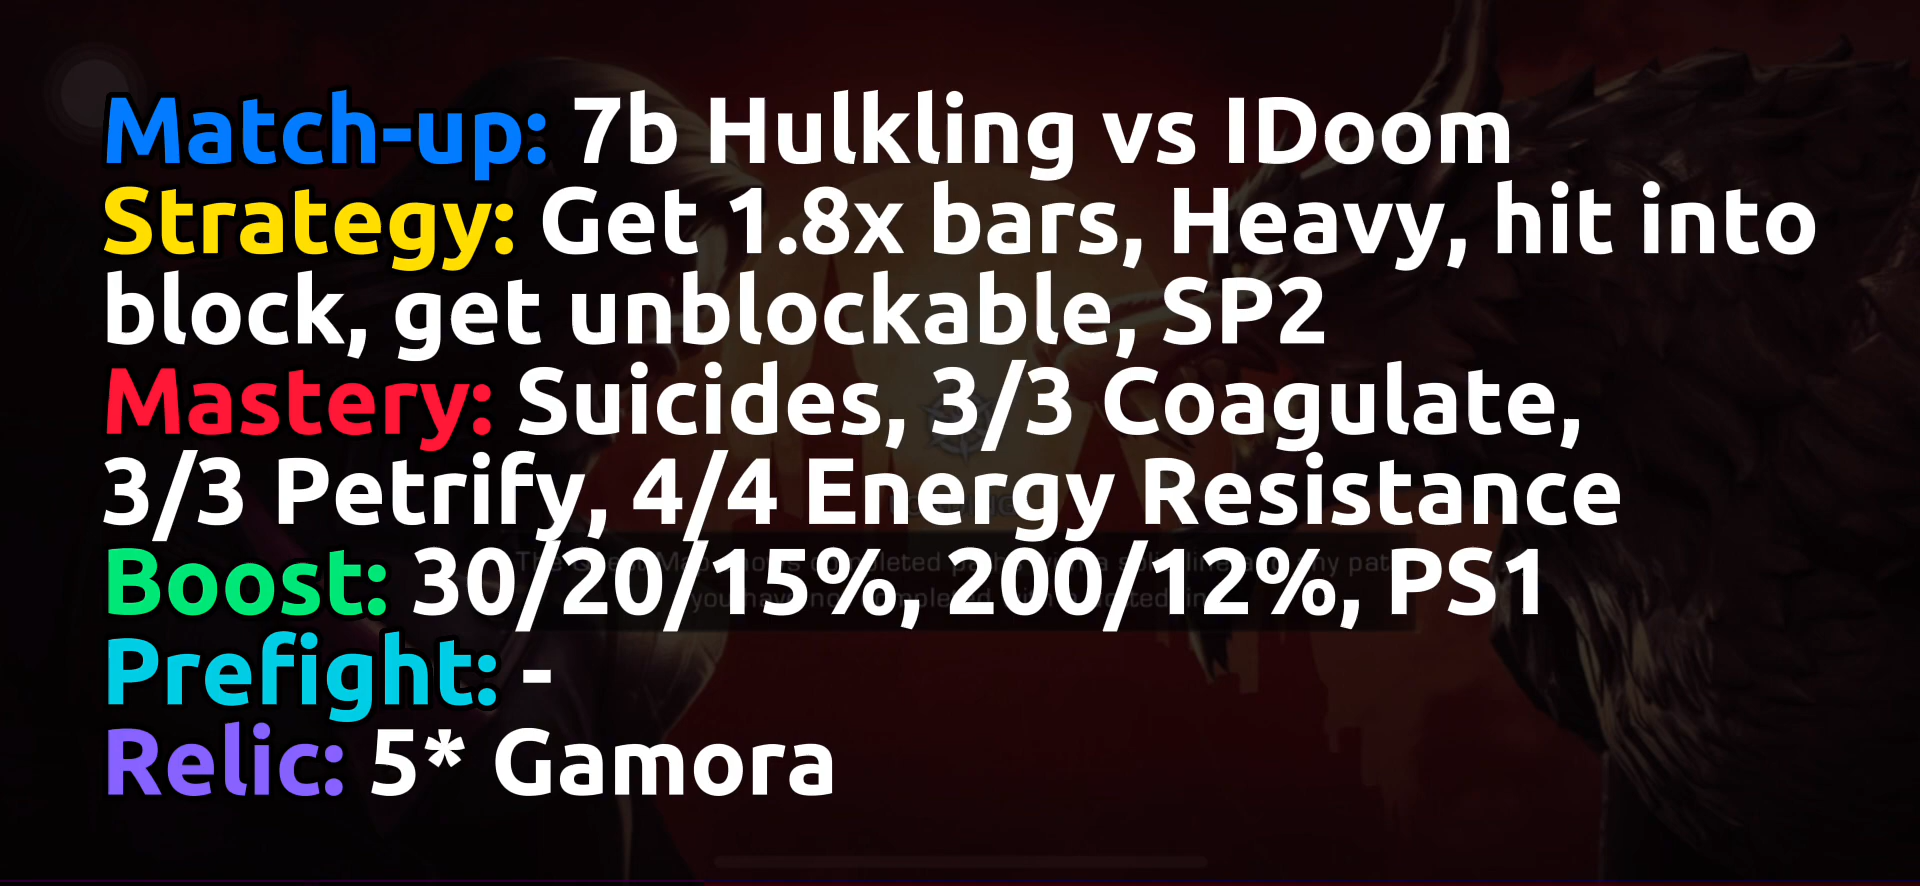 Match-up: 7b Hulkling vs IDoom
Strategy: Get 1.8x bars, Heavy, hit into
block, get unblockable, SP2
Mastery: Suicides, 3/3 Coagulate,
3/3 Petrify, 4/4 Energy Resistance
Boost: 30/20/15%, 200/12%, PS1
Prefight: -
Relic: 5* Gamora